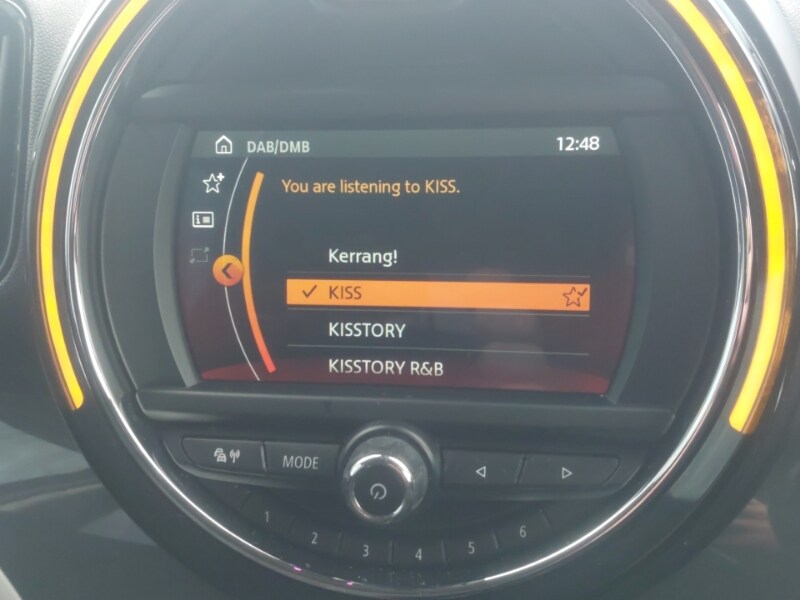 DAB/DMB 12:48
You are listening to KISS.
Kerrang!
KISS
KISSTORY
KISSTORY R&B
MODE
1 2 3 4 5 6